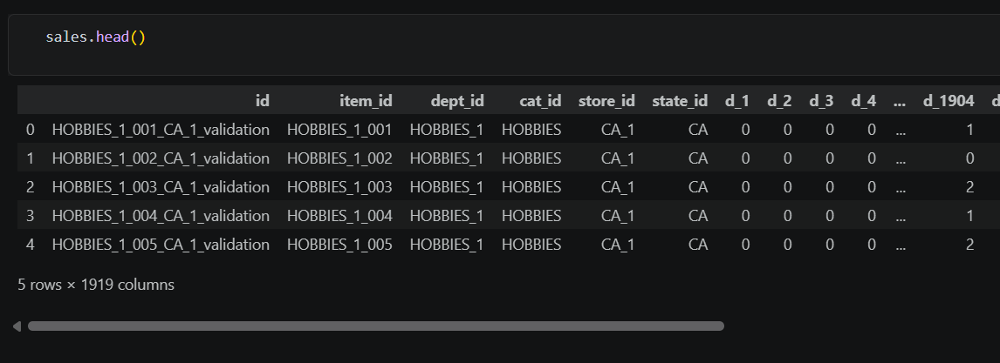 sales.head()
id item_id dept_id cat_id store_id state_id d_1 d_2 d_3 d_4 ... d_1904 d
0 HOBBIES_1_001_CA_1_validation HOBBIES_1_001 HOBBIES_1 HOBBIES CA_1 CA 0 0 0 0 ... 1
1 HOBBIES_1_002_CA_1_validation HOBBIES_1_002 HOBBIES_1 HOBBIES CA_1 CA 0 0 0 0 ... 0
2 HOBBIES_1_003_CA_1_validation HOBBIES_1_003 HOBBIES_1 HOBBIES CA_1 CA 0 0 0 0 ... 2
3 HOBBIES_1_004_CA_1_validation HOBBIES_1_004 HOBBIES_1 HOBBIES CA_1 CA 0 0 0 0 ... 1
4 HOBBIES_1_005_CA_1_validation HOBBIES_1_005 HOBBIES_1 HOBBIES CA_1 CA 0 0 0 0 ... 2
5 rows × 1919 columns